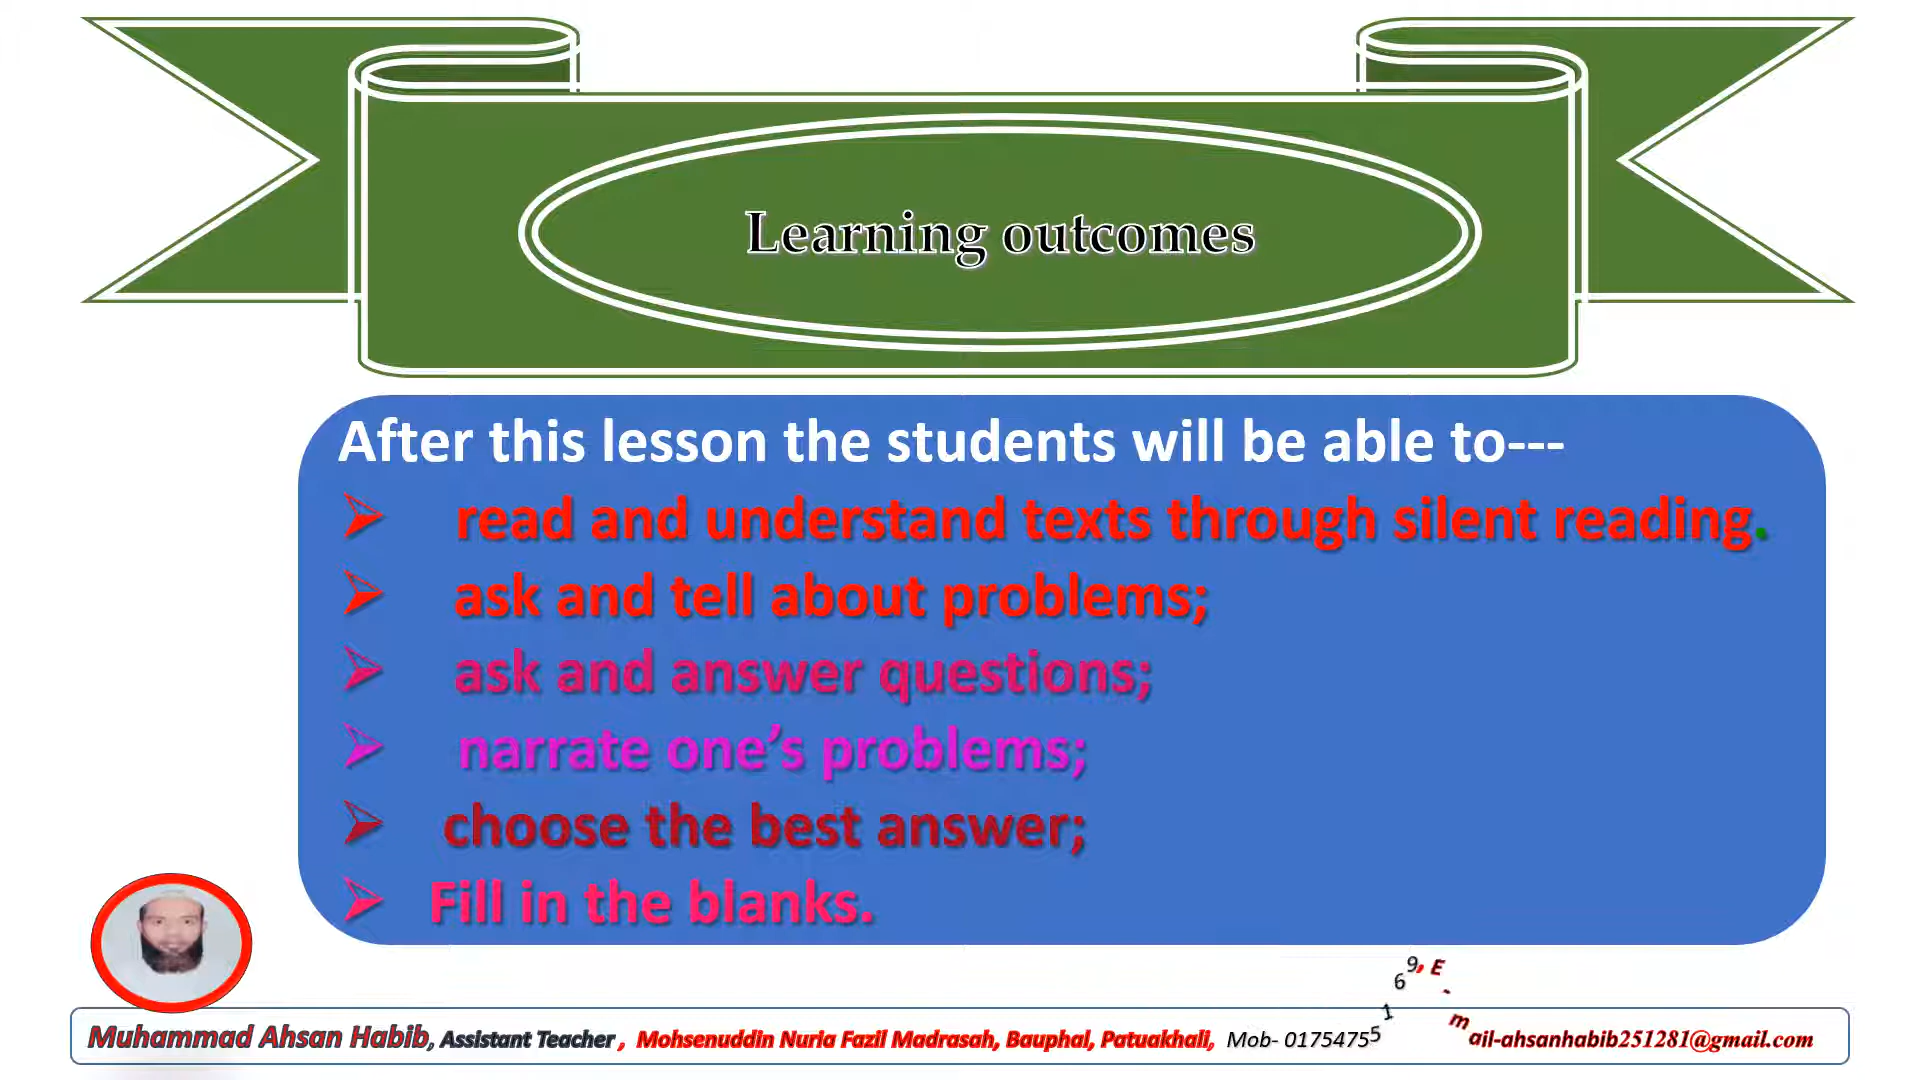 Learning outcomes
After this lesson the students will be able to---
read and understand texts through silent reading.
ask and tell about problems;
ask and answer questions;
narrate one’s problems;
choose the best answer;
Fill in the blanks.
Muhammad Ahsan Habib, Assistant Teacher , Mohsenuddin Nuria Fazil Madrasah, Bauphal, Patuakhali, Mob- 01754755169, E-mail-ahsanhabib251281@gmail.com